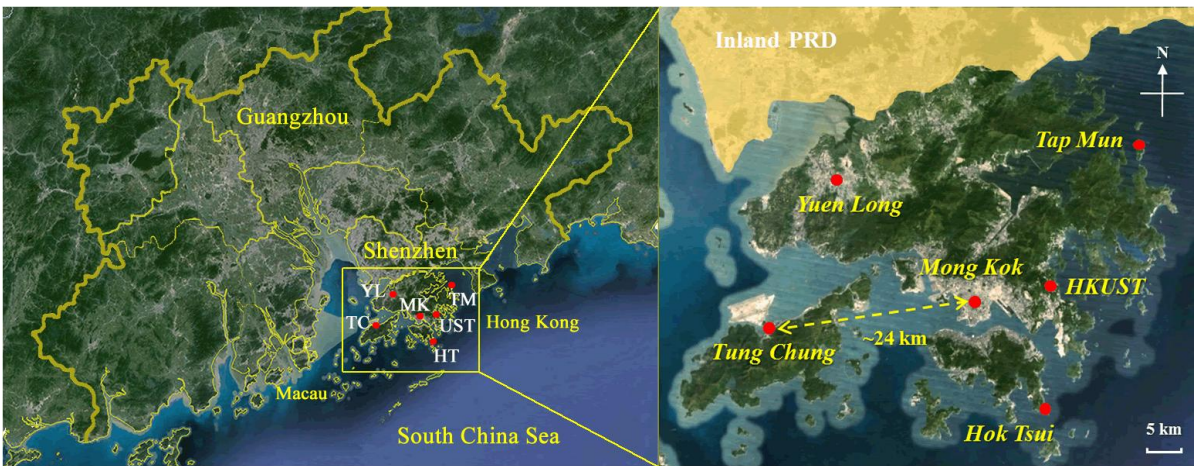 Guangzhou
Shenzhen
YL
MK
TM
TC
UST
Hong Kong
HT
Macau
South China Sea
Inland PRD
N
Tap Mun
Yuen Long
Mong Kok
HKUST
~24 km
Tung Chung
Hok Tsui
5 km